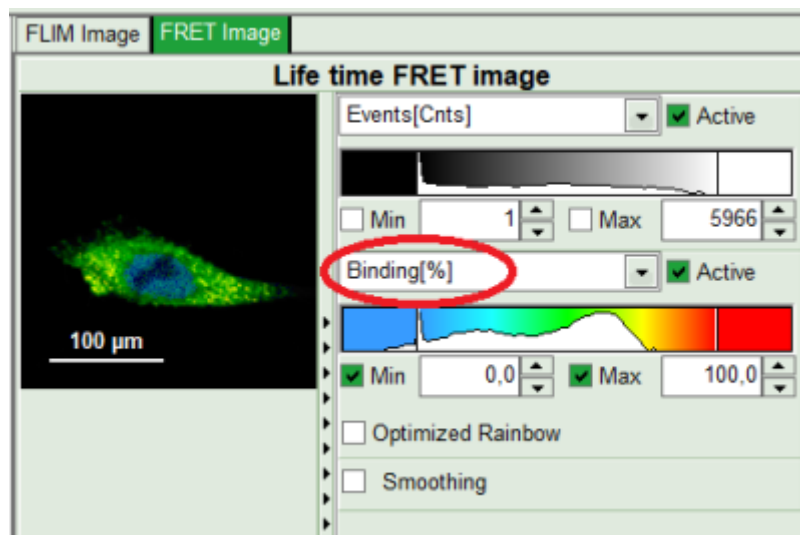 FLIM Image FRET Image
Life time FRET image
Events[Cnts] Active
Min 1 Max 5966
Binding[%] Active
100 µm
Min 0,0 Max 100,0
Optimized Rainbow
Smoothing